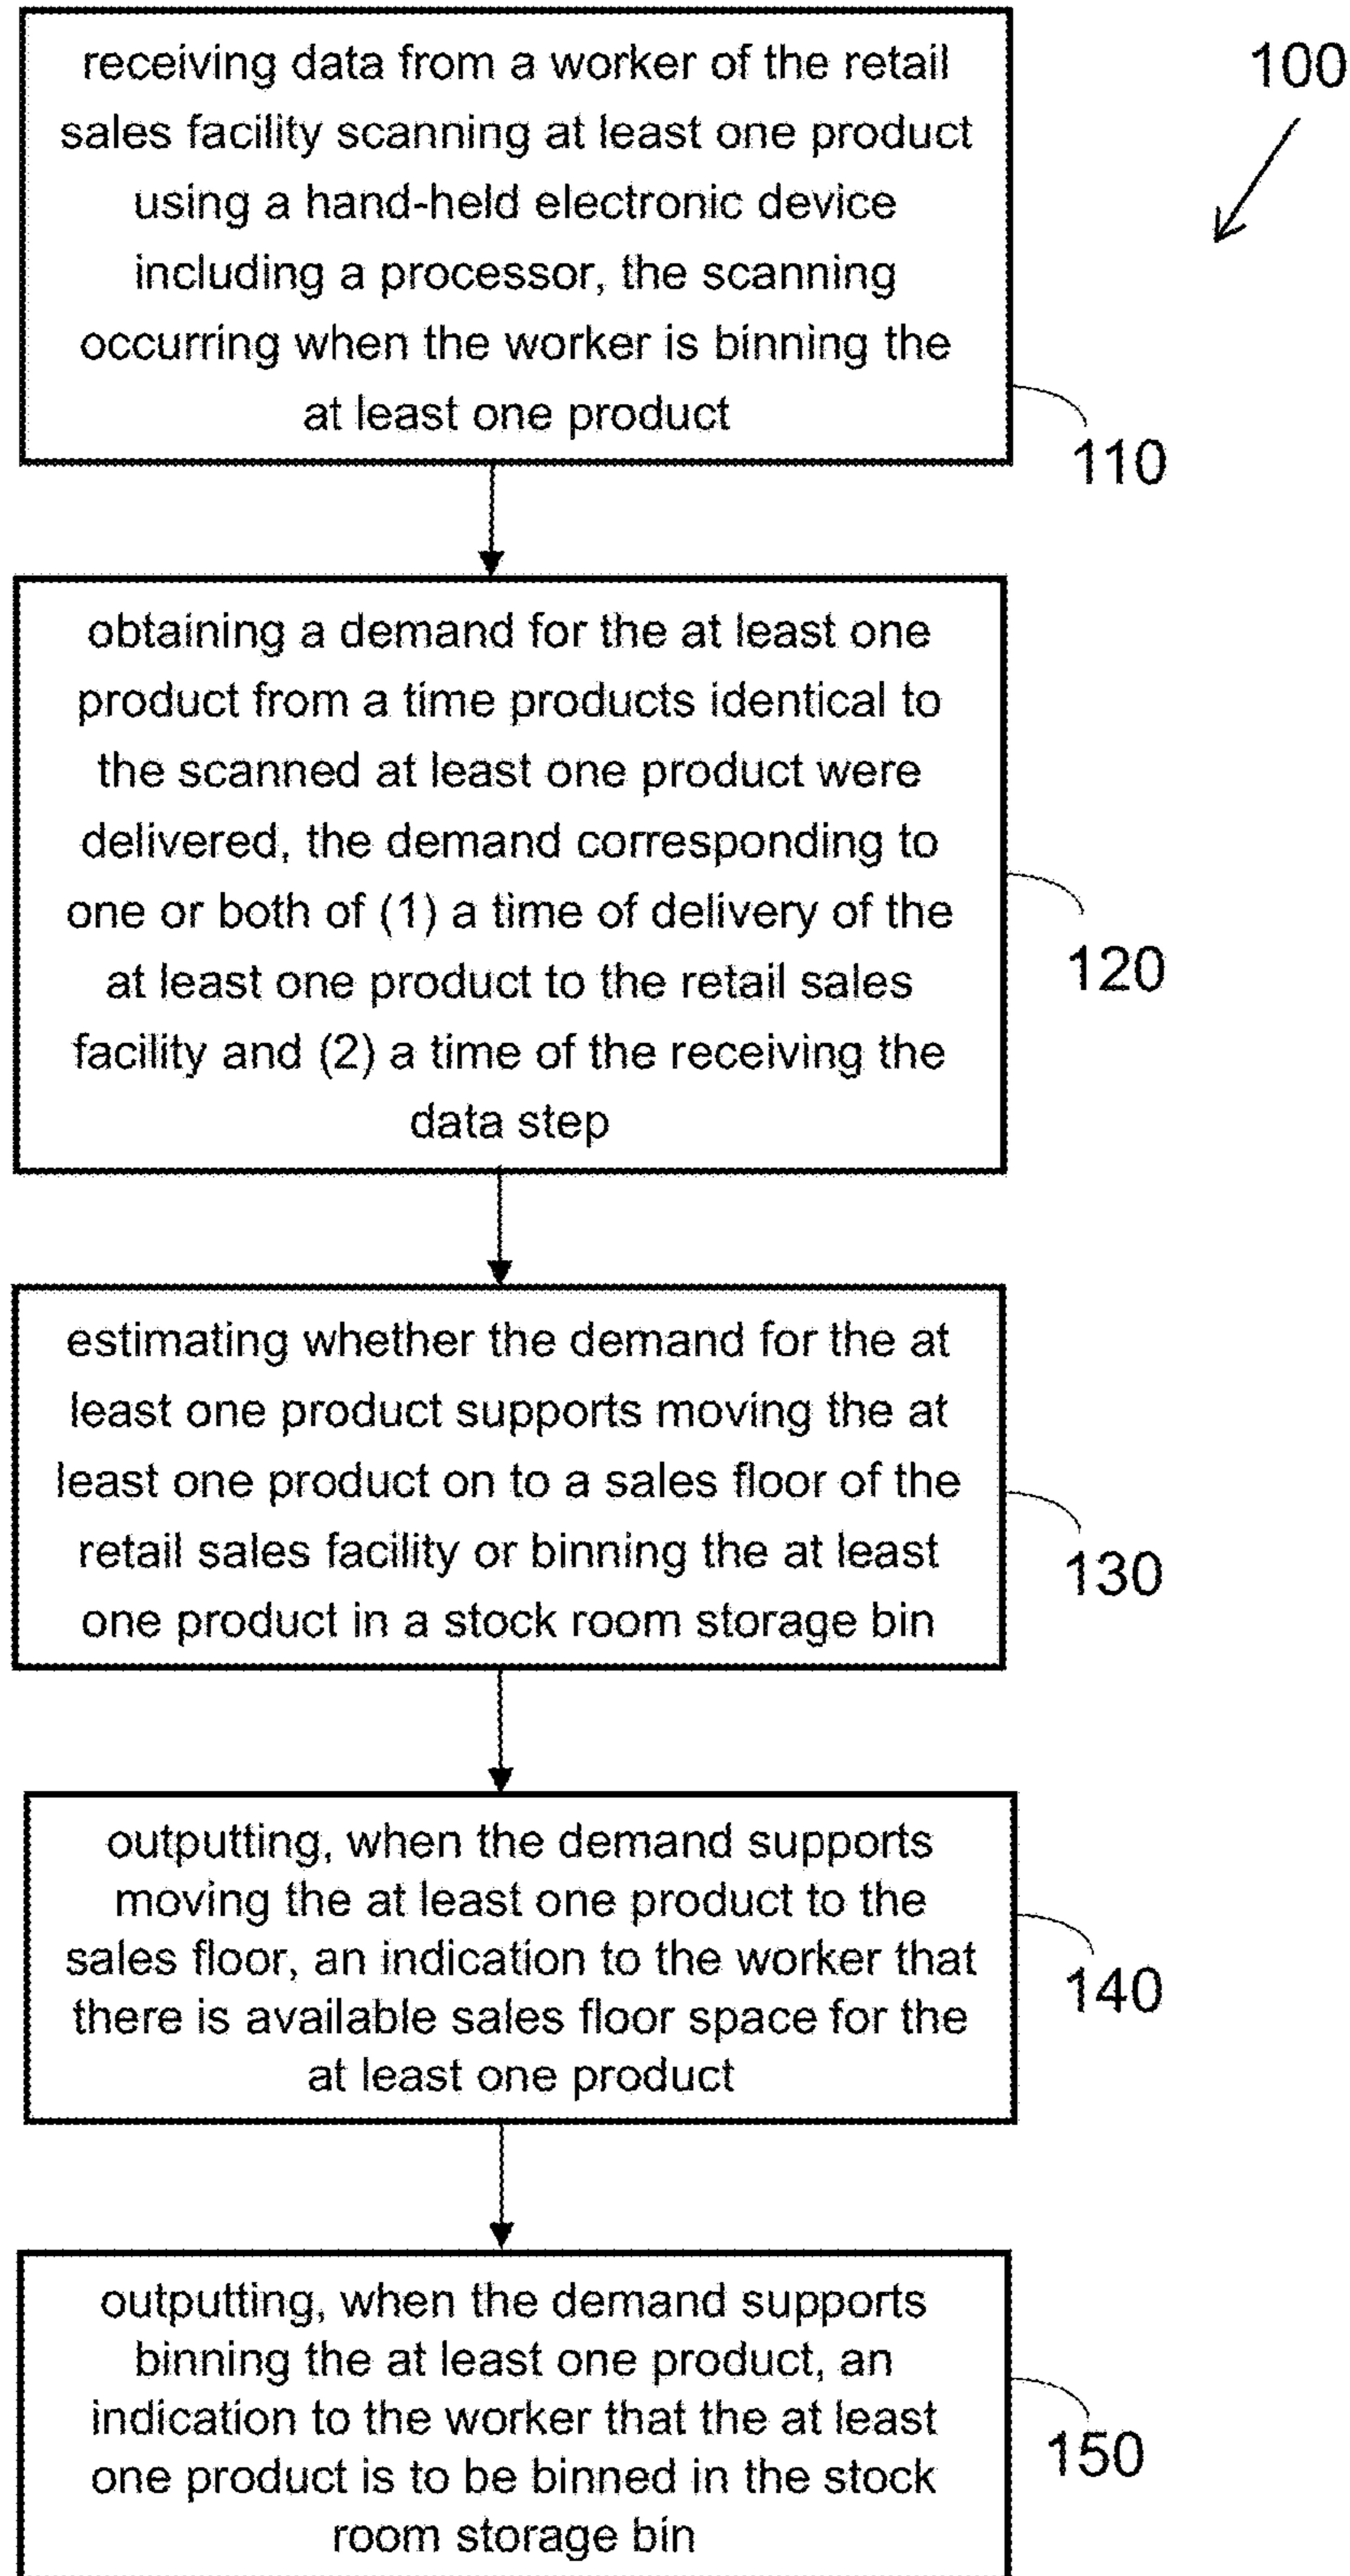 receiving data from a worker of the retail
sales facility scanning at least one product
using a hand-held electronic device
including a processor, the scanning
occurring when the worker is binning the
at least one product
100
110
obtaining a demand for the at least one
product from a time products identical to
the scanned at least one product were
delivered, the demand corresponding to
one or both of (1) a time of delivery of the
at least one product to the retail sales
facility and (2) a time of the receiving the
data step
120
estimating whether the demand for the at
least one product supports moving the at
least one product on to a sales floor of the
retail sales facility or binning the at least
one product in a stock room storage bin
130
outputting, when the demand supports
moving the at least one product to the
sales floor, an indication to the worker that
there is available sales floor space for the
at least one product
140
outputting, when the demand supports
binning the at least one product, an
indication to the worker that the at least
one product is to be binned in the stock
room storage bin
150